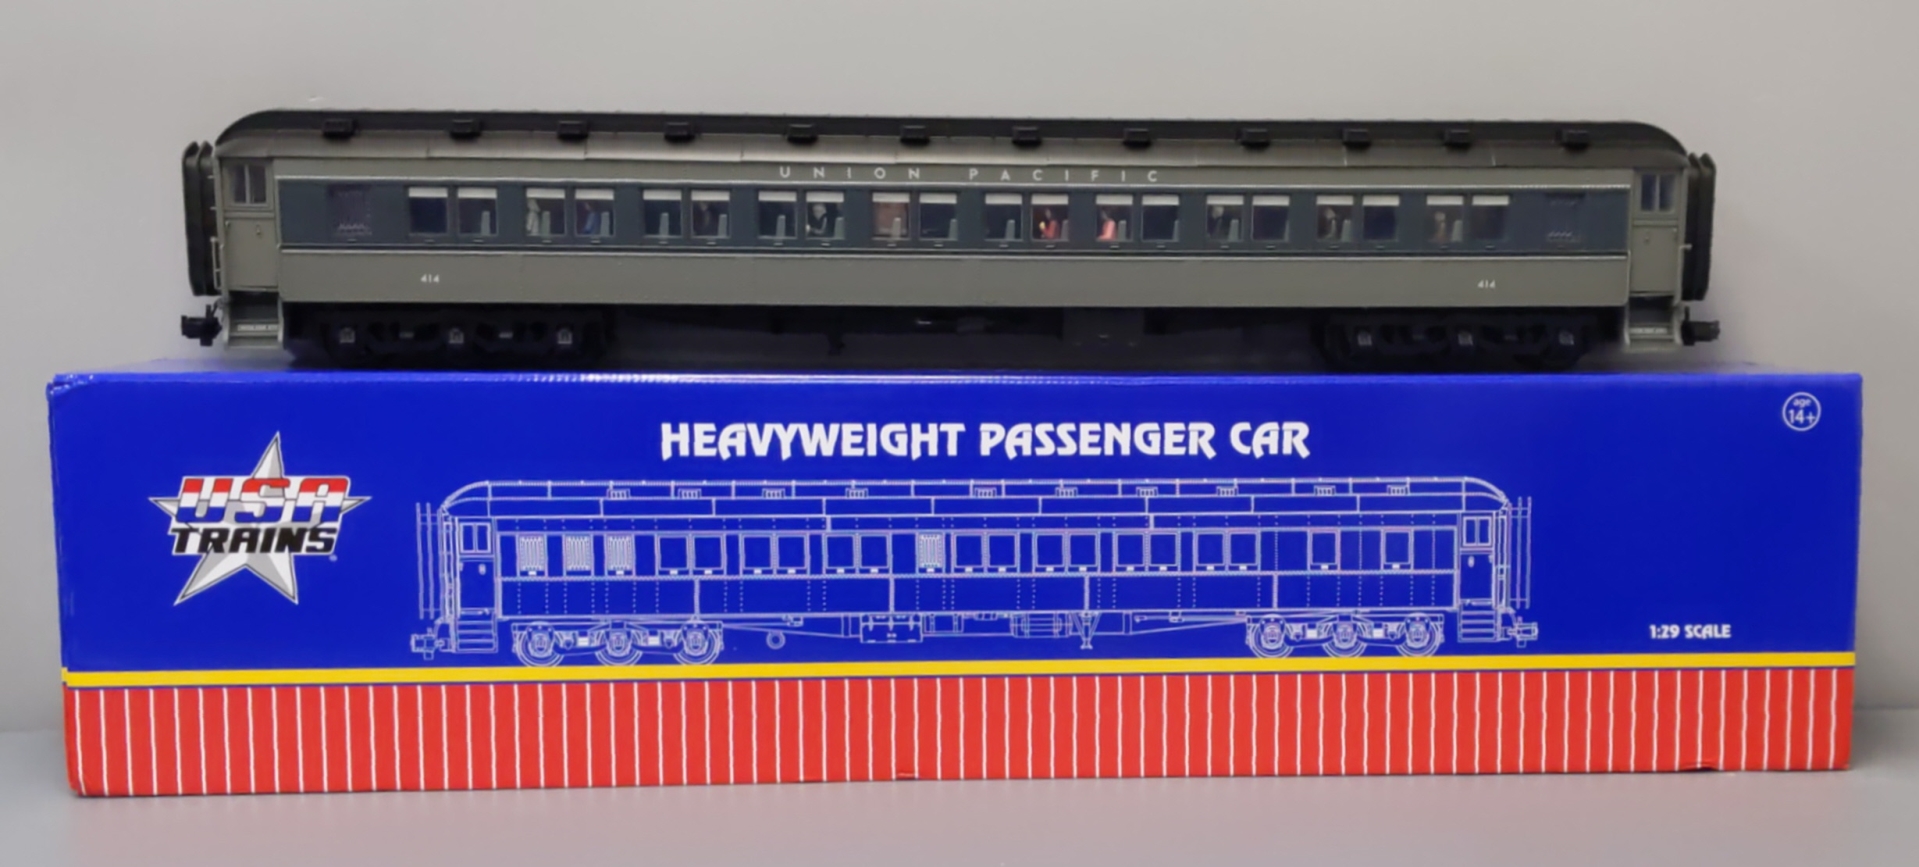 UNION PACIFIC
414
414
HEAVYWEIGHT PASSENGER CAR
age
14+
USA
TRAINS
1:29 SCALE